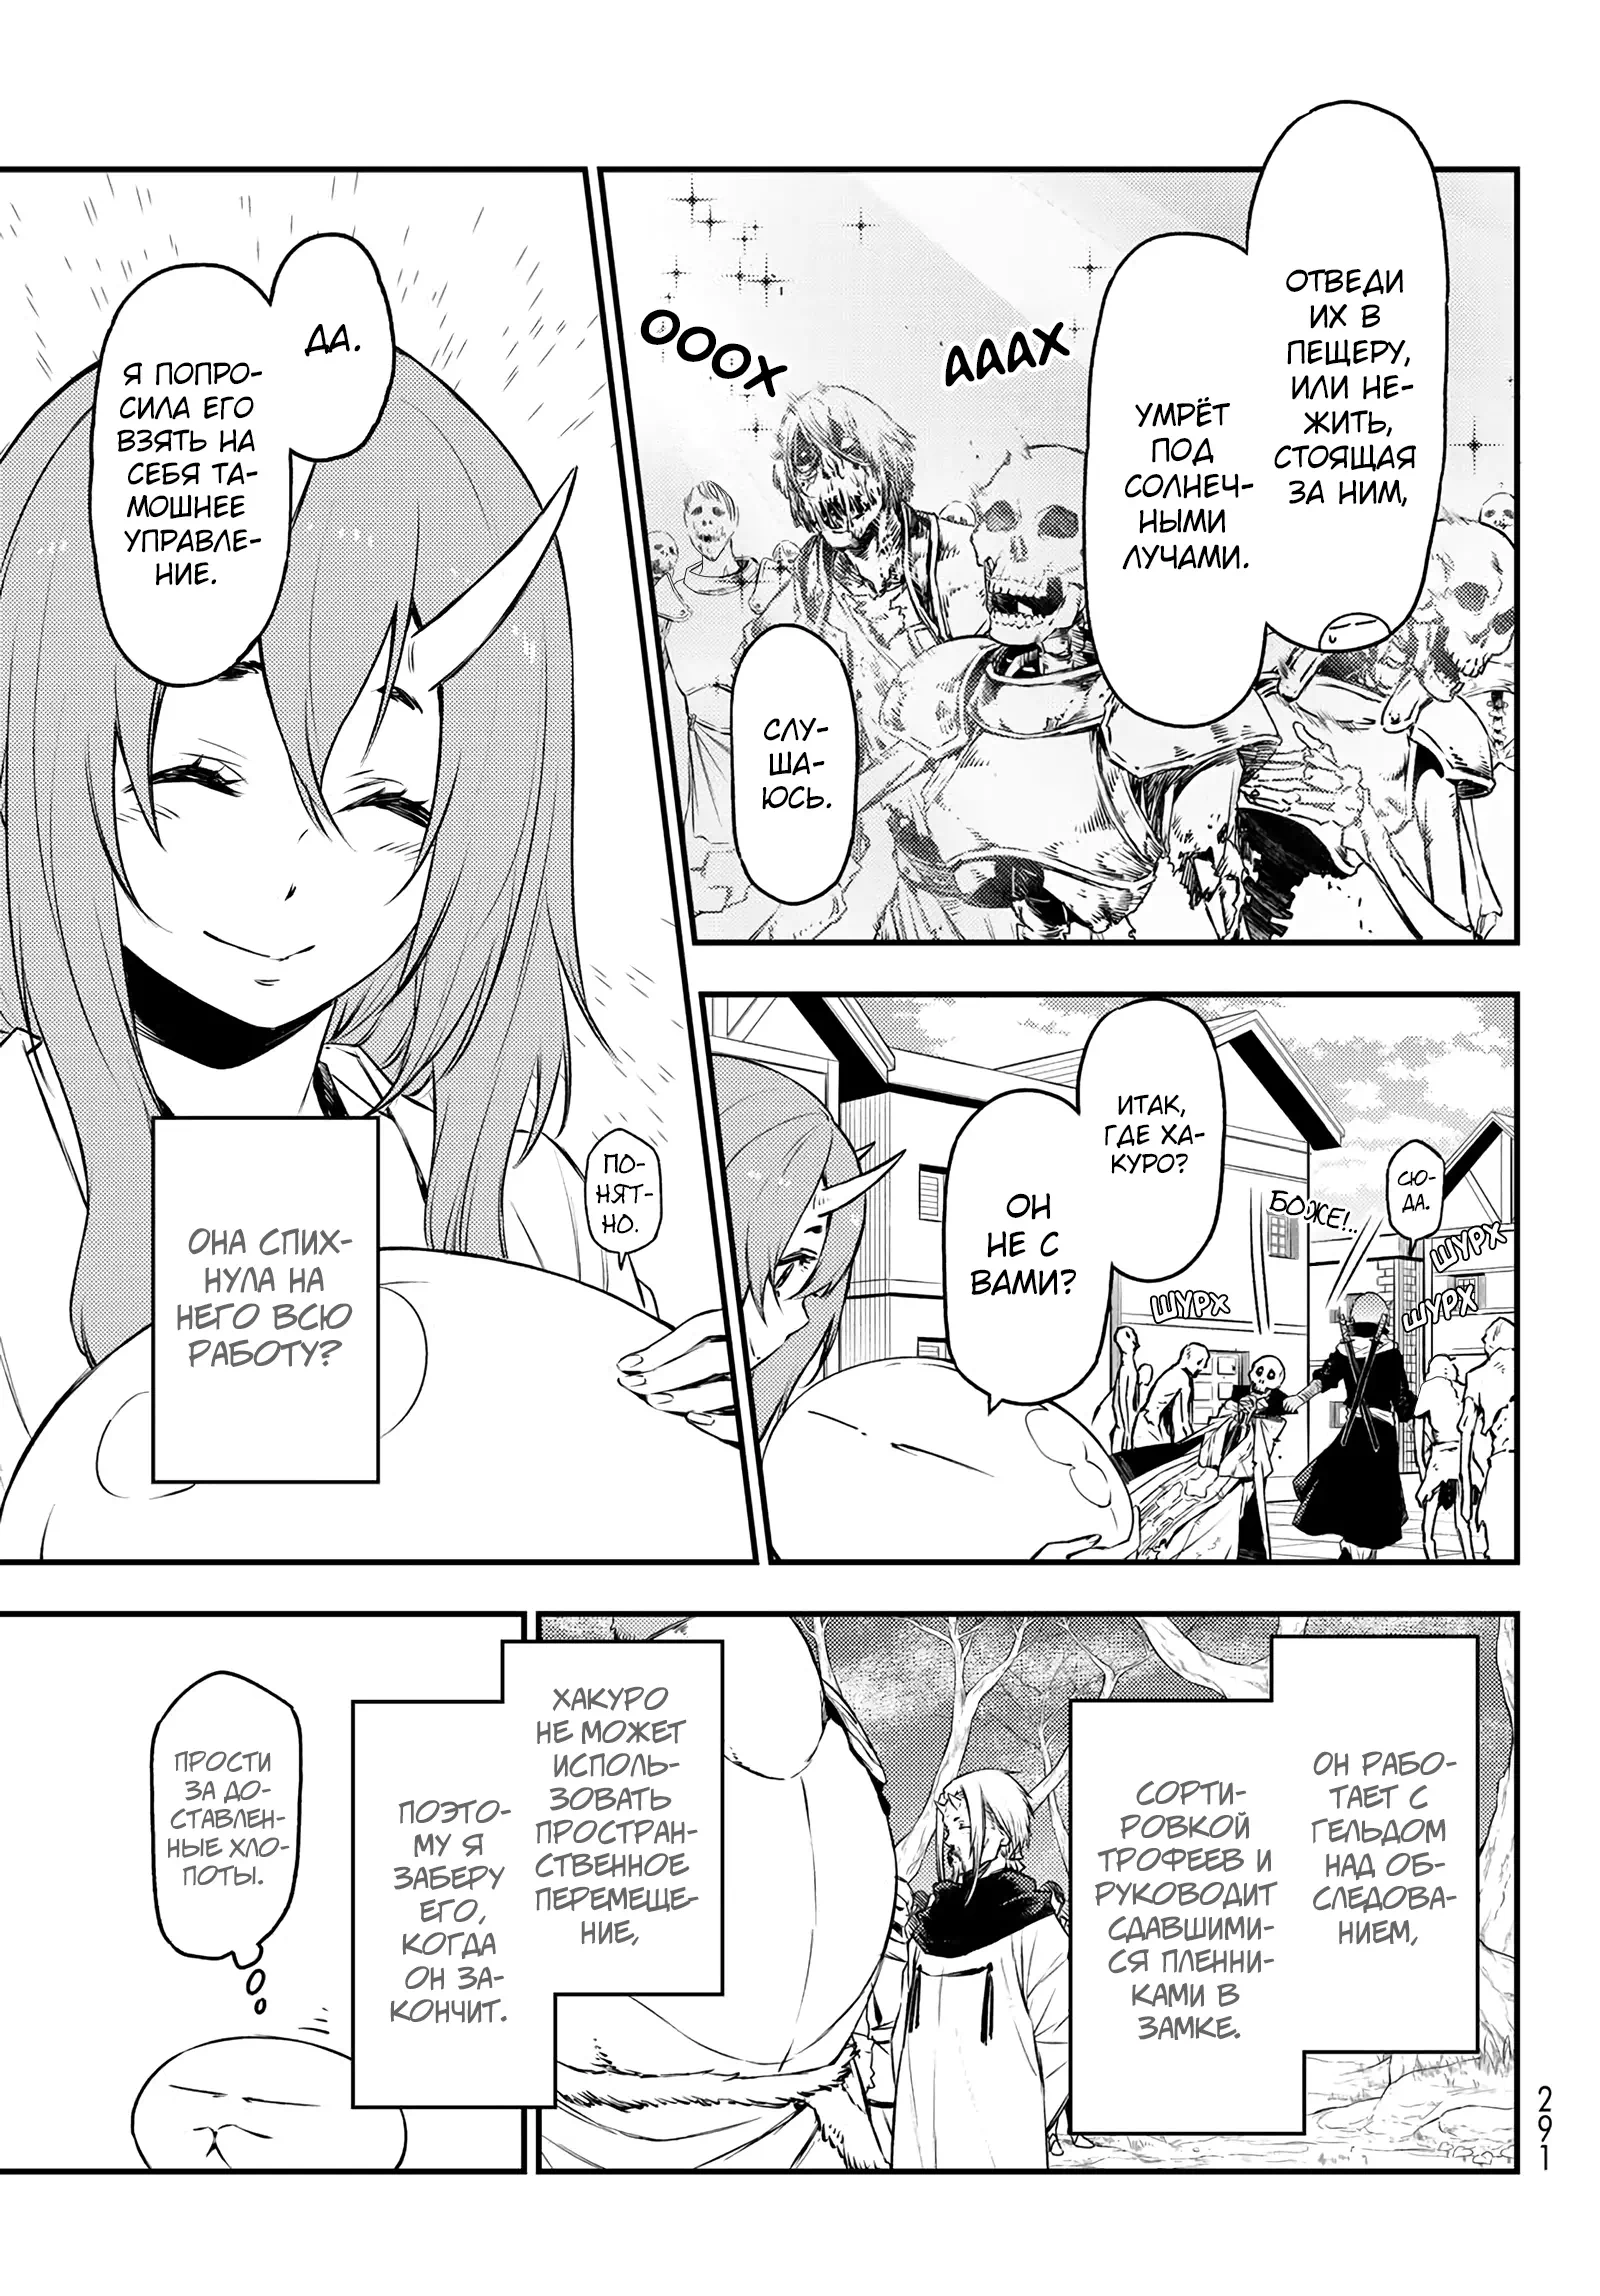 ОТВЕДИ
ИХ В
ПЕЩЕРУ,
ИЛИ НЕ-
ЖИТЬ,
СТОЯЩАЯ
ЗА НИМ,
УМРЁТ
ПОД
СОЛНЕЧ-
НЫМИ
ЛУЧАМИ.
АААХ
ОООХ
СЛУ-
ША-
ЮСЬ.
ДА.
Я ПОПРО-
СИЛА ЕГО
ВЗЯТЬ НА
СЕБЯ ТА-
МОШНЕЕ
УПРАВЛЕ-
НИЕ.
СЮ-
ДА.
БОЖЕ!..
ШУРХ
ШУРХ
ШУРХ
ИТАК,
ГДЕ ХА-
КУРО?
ОН
НЕ С
ВАМИ?
ПО-
НЯТ-
НО.
ОНА СПИХ-
НУЛА НА
НЕГО ВСЮ
РАБОТУ?
ОН РАБО-
ТАЕТ С
ГЕЛЬДОМ
НАД ОБ-
СЛЕДОВА-
НИЕМ,
СОРТИ-
РОВКОЙ
ТРОФЕЕВ И
РУКОВОДИТ
СДАВШИМИ-
СЯ ПЛЕННИ-
КАМИ В
ЗАМКЕ.
ХАКУРО
НЕ МОЖЕТ
ИСПОЛЬ-
ЗОВАТЬ
ПРОСТРАН-
СТВЕННОЕ
ПЕРЕМЕЩЕ-
НИЕ,
ПОЭТО-
МУ Я
ЗАБЕРУ
ЕГО,
КОГДА
ОН ЗА-
КОНЧИТ.
ПРОСТИ
ЗА ДО-
СТАВЛЕН-
НЫЕ ХЛО-
ПОТЫ.
291